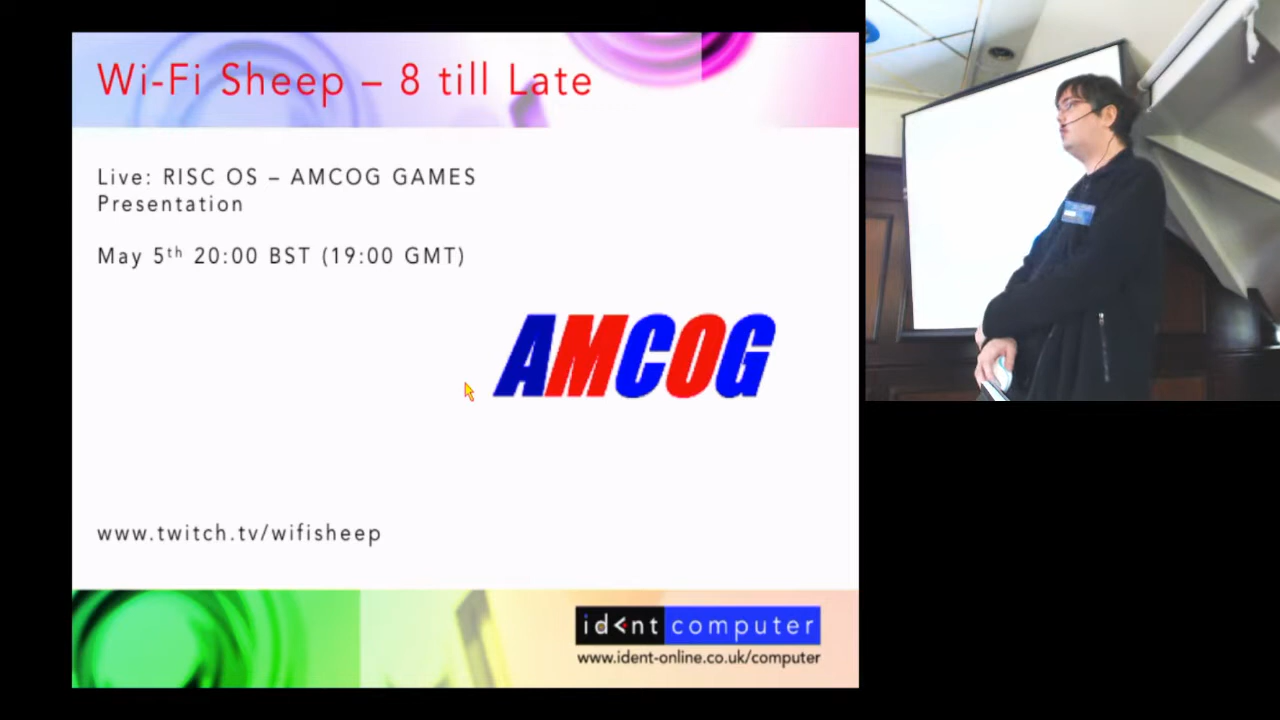 Wi-Fi Sheep – 8 till Late
Live: RISC OS – AMCOG GAMES
Presentation
May 5th 20:00 BST (19:00 GMT)
AMCOG
www.twitch.tv/wifisheep
id<nt computer
www.ident-online.co.uk/computer